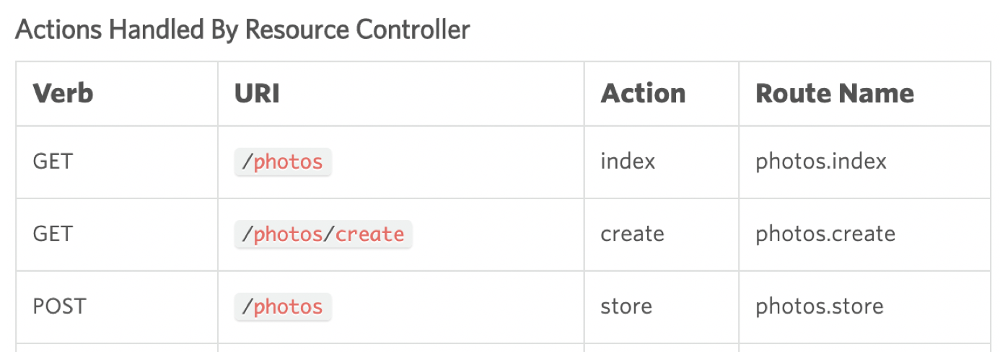 Actions Handled By Resource Controller
Verb URI Action Route Name
GET /photos index photos.index
GET /photos/create create photos.create
POST /photos store photos.store